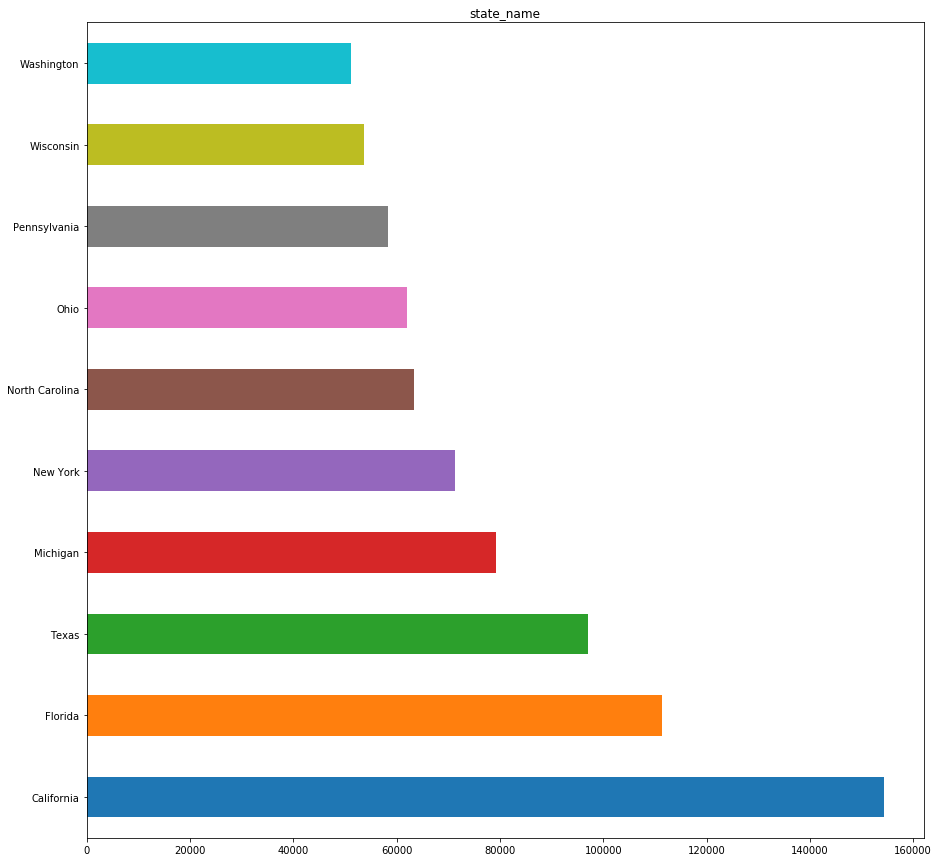 state_name
Washington
Wisconsin
Pennsylvania
Ohio
North Carolina
New York
Michigan
Texas
Florida
California
0 20000 40000 60000 80000 100000 120000 140000 160000